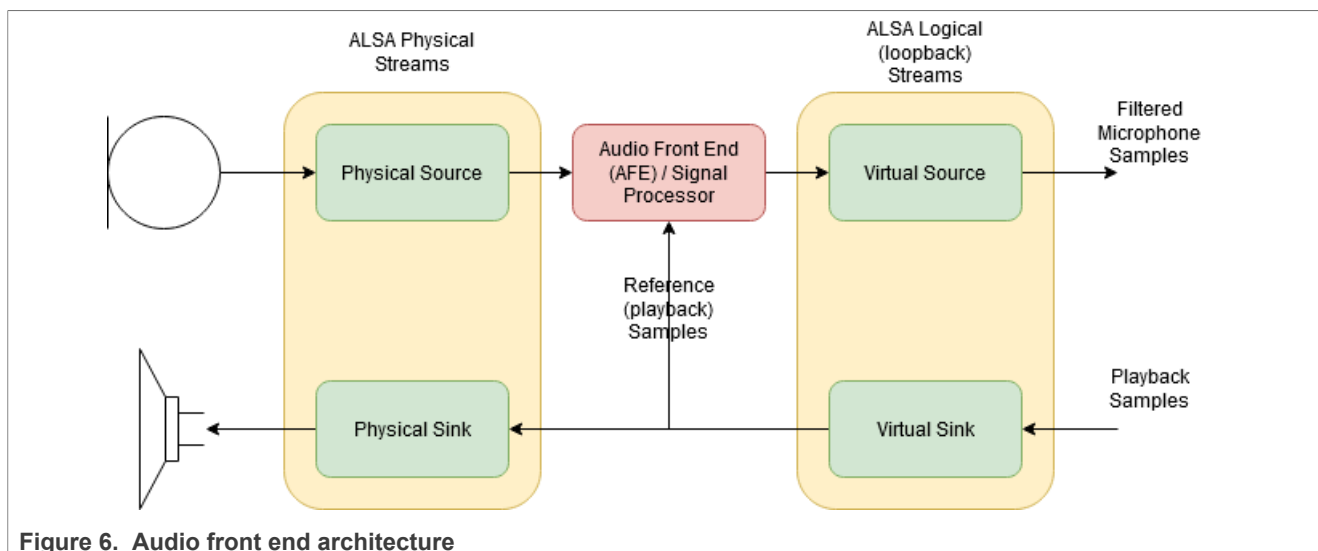 ALSA Physical
Streams
ALSA Logical
(loopback)
Streams
Physical Source
Audio Front End
(AFE) / Signal
Processor
Virtual Source
Filtered
Microphone
Samples
Reference
(playback)
Samples
Physical Sink
Virtual Sink
Playback
Samples
Figure 6. Audio front end architecture